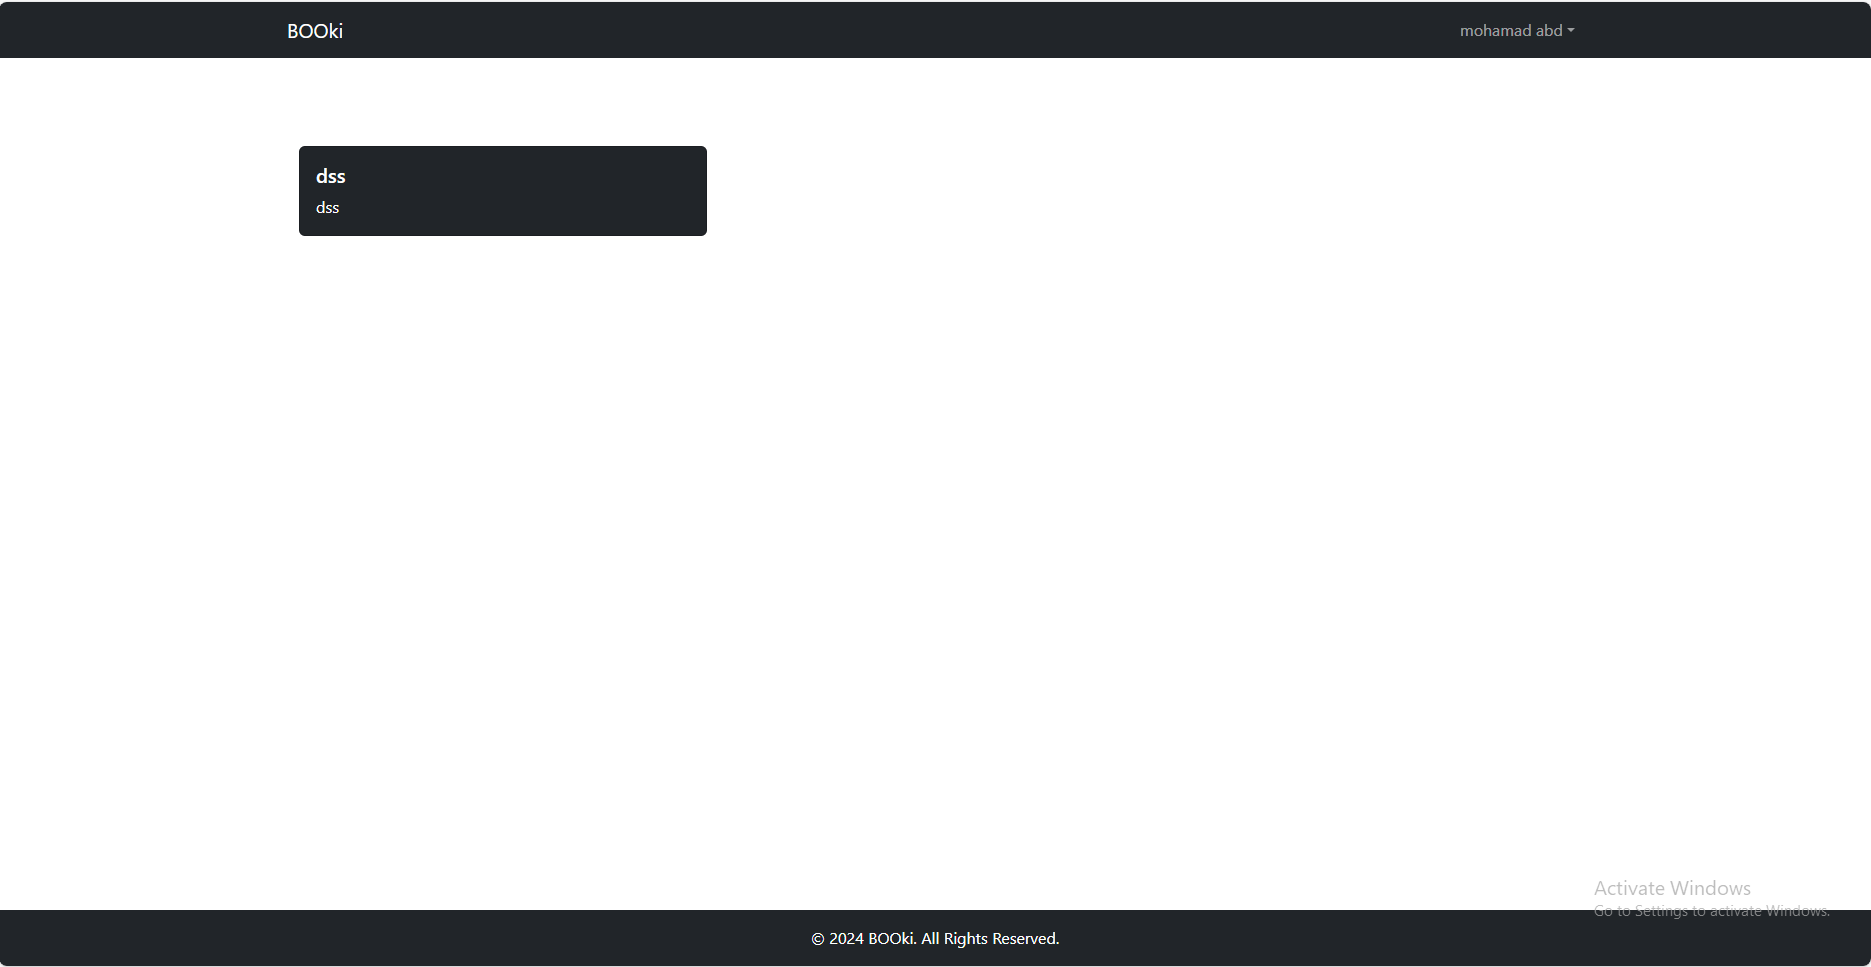 BOOki
mohamad abd
dss
dss
Activate Windows
Go to Settings to activate Windows.
© 2024 BOOki. All Rights Reserved.